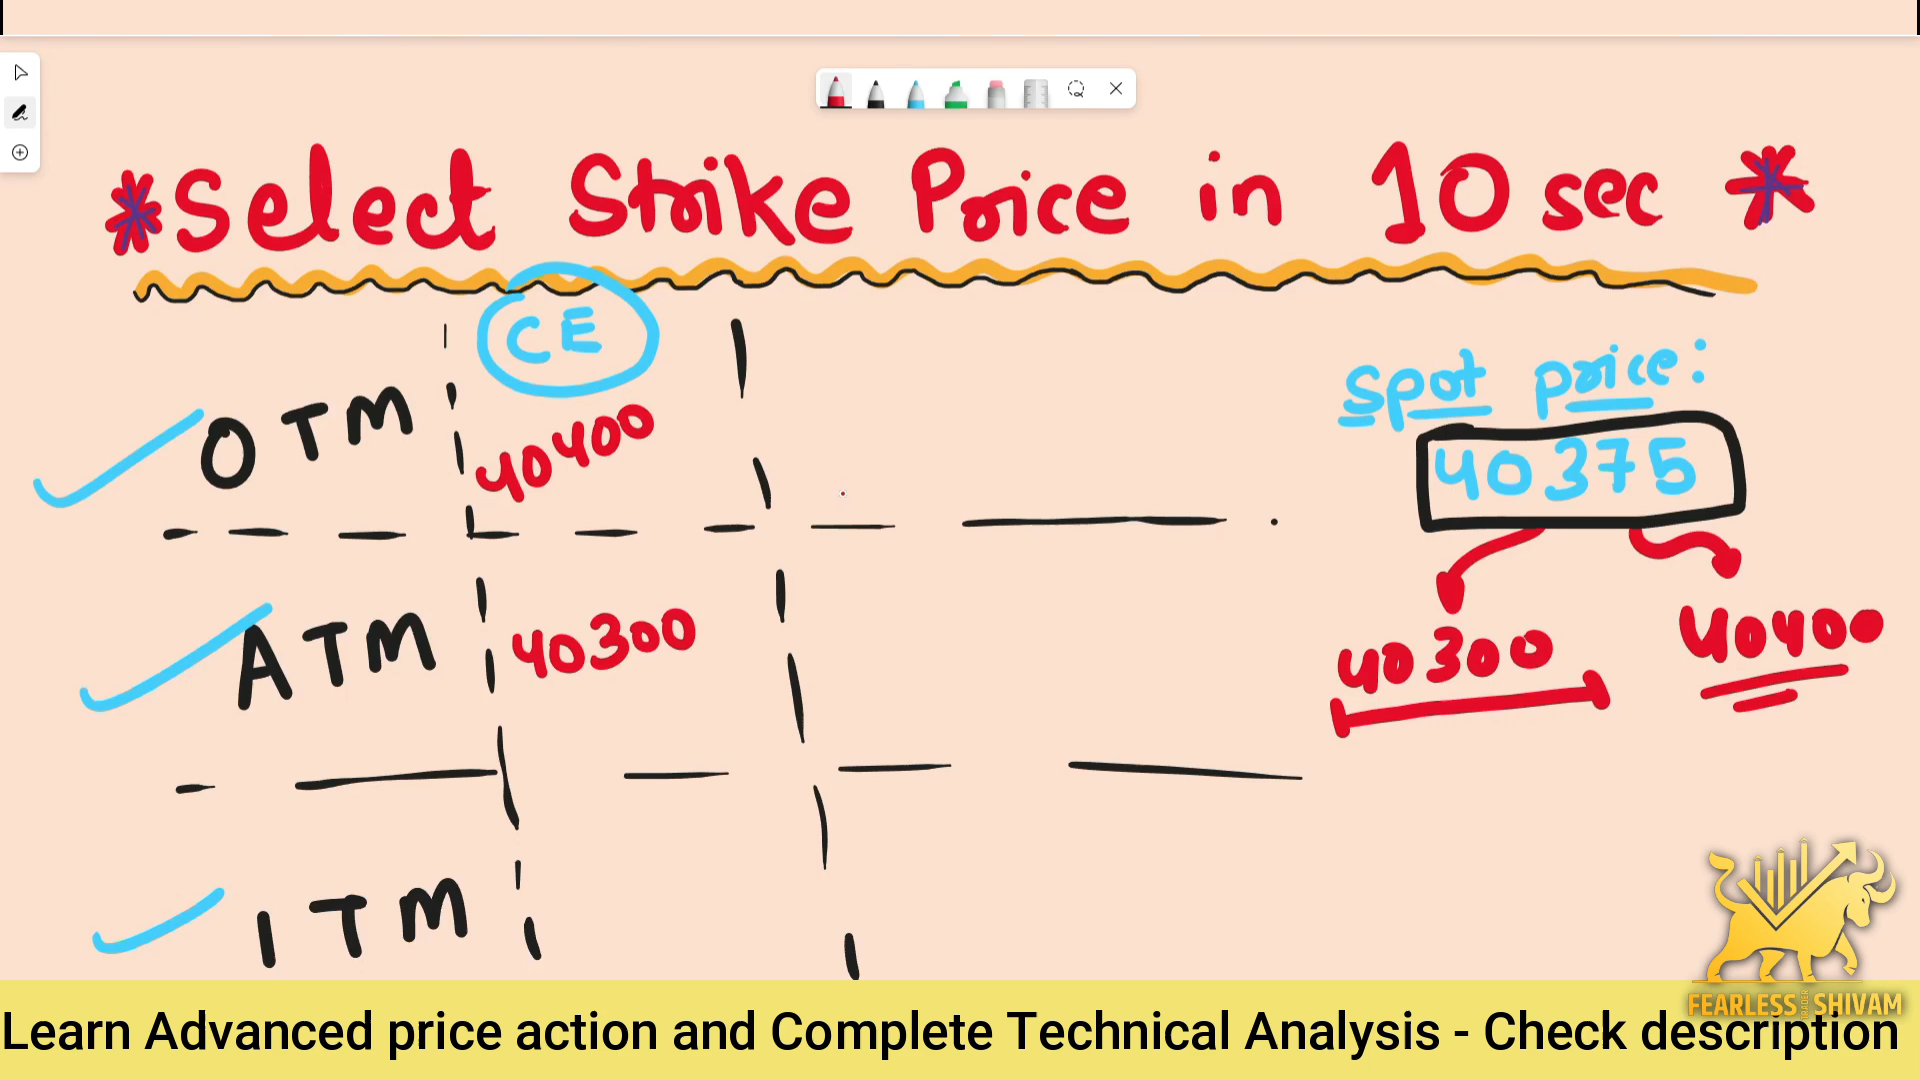 *Select Strike Price in 10 sec *
CE
Spot price:
OTM
40400
40375
ATM
40300
40300
40400
ITM
FEARLESS TRADER SHIVAM
Learn Advanced price action and Complete Technical Analysis - Check description